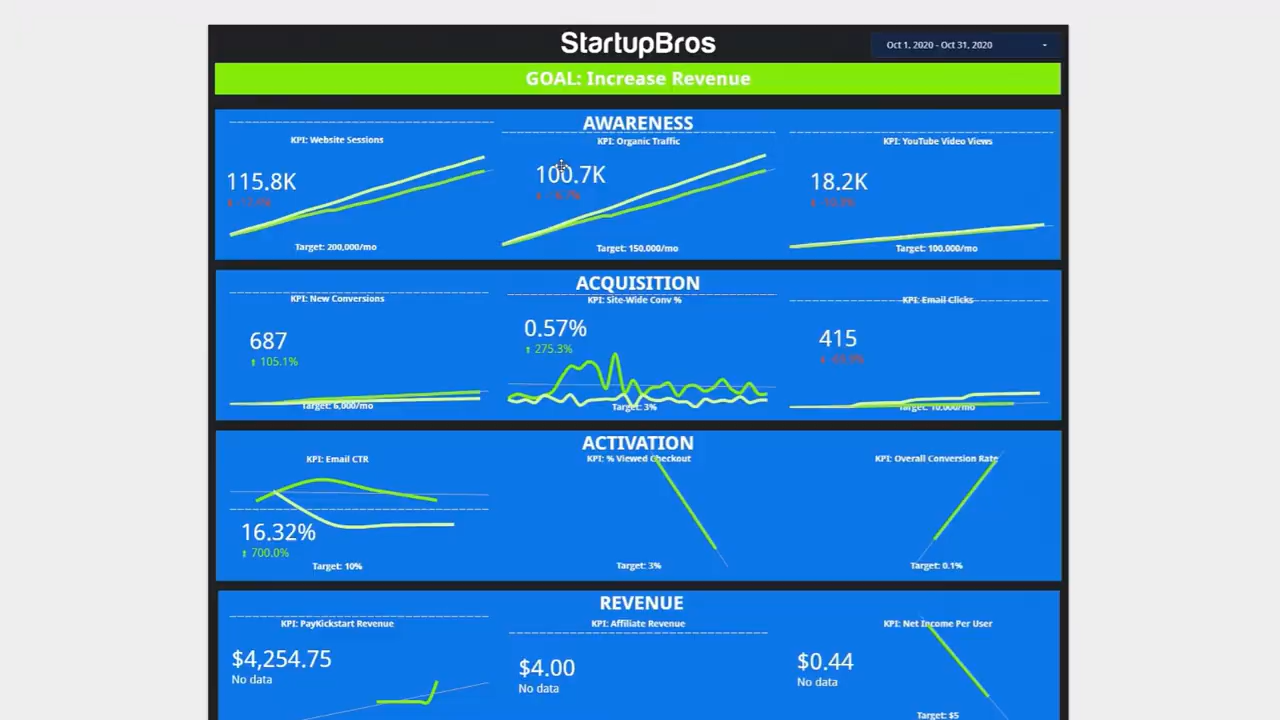 StartupBros
Oct 1, 2020 - Oct 31, 2020
GOAL: Increase Revenue
AWARENESS
KPI: Website Sessions
KPI: Organic Traffic
KPI: YouTube Video Views
115.8K
100.7K
18.2K
Target: 200,000/mo
Target: 150,000/mo
Target: 100,000/mo
ACQUISITION
KPI: New Conversions
KPI: Site-Wide Conv %
KPI: Email Clicks
687
105.1%
0.57%
275.3%
415
Target: 6,000/mo
Target: 3%
Target: 10,000/mo
ACTIVATION
KPI: Email CTR
KPI: % Viewed Checkout
KPI: Overall Conversion Rate
16.32%
700.0%
Target: 10%
Target: 3%
Target: 0.1%
REVENUE
KPI: PayKickstart Revenue
KPI: Affiliate Revenue
KPI: Net Income Per User
$4,254.75
No data
$4.00
No data
$0.44
No data
Target: $5